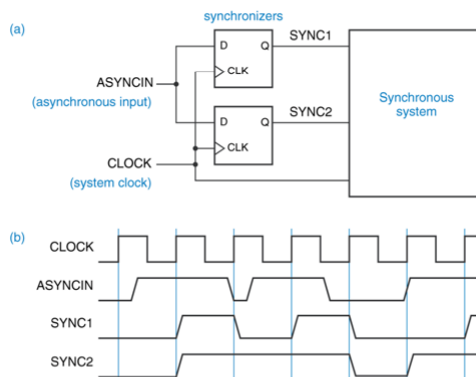 (a)
synchronizers
D Q SYNC1
CLK
ASYNCIN
(asynchronous input)
D Q SYNC2
CLK
CLOCK
(system clock)
Synchronous
system
(b)
CLOCK
ASYNCIN
SYNC1
SYNC2